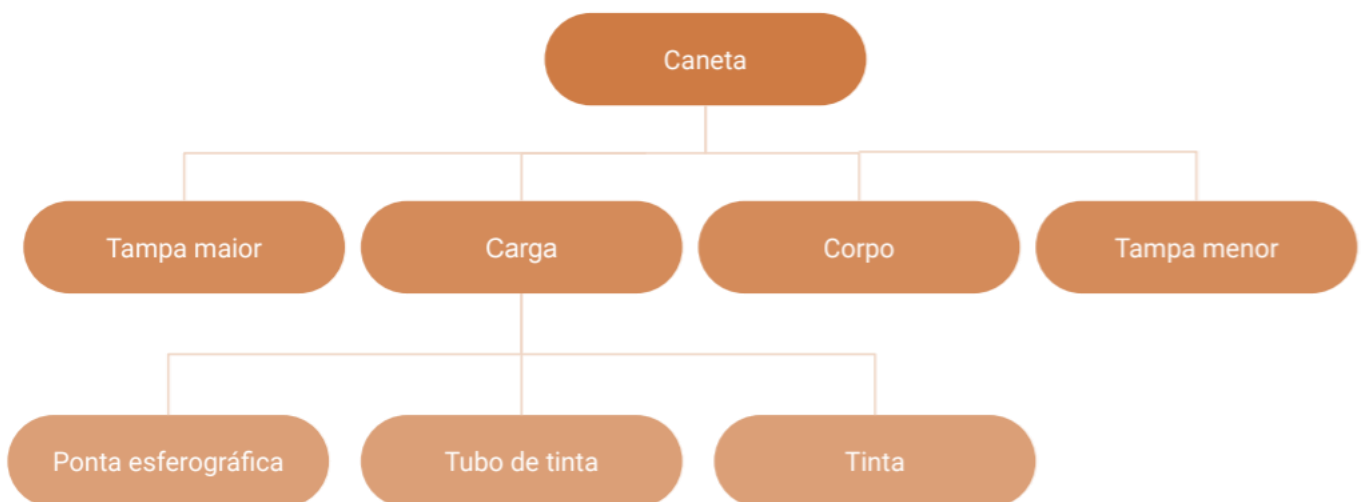 Caneta
Tampa maior
Carga
Corpo
Tampa menor
Ponta esferográfica
Tubo de tinta
Tinta